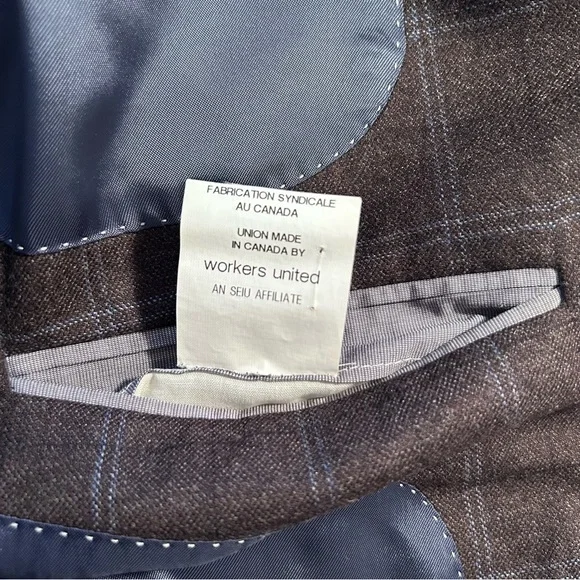 FABRICATION SYNDICALE
AU CANADA
UNION MADE
IN CANADA BY
workers united
AN SEIU AFFILIATE